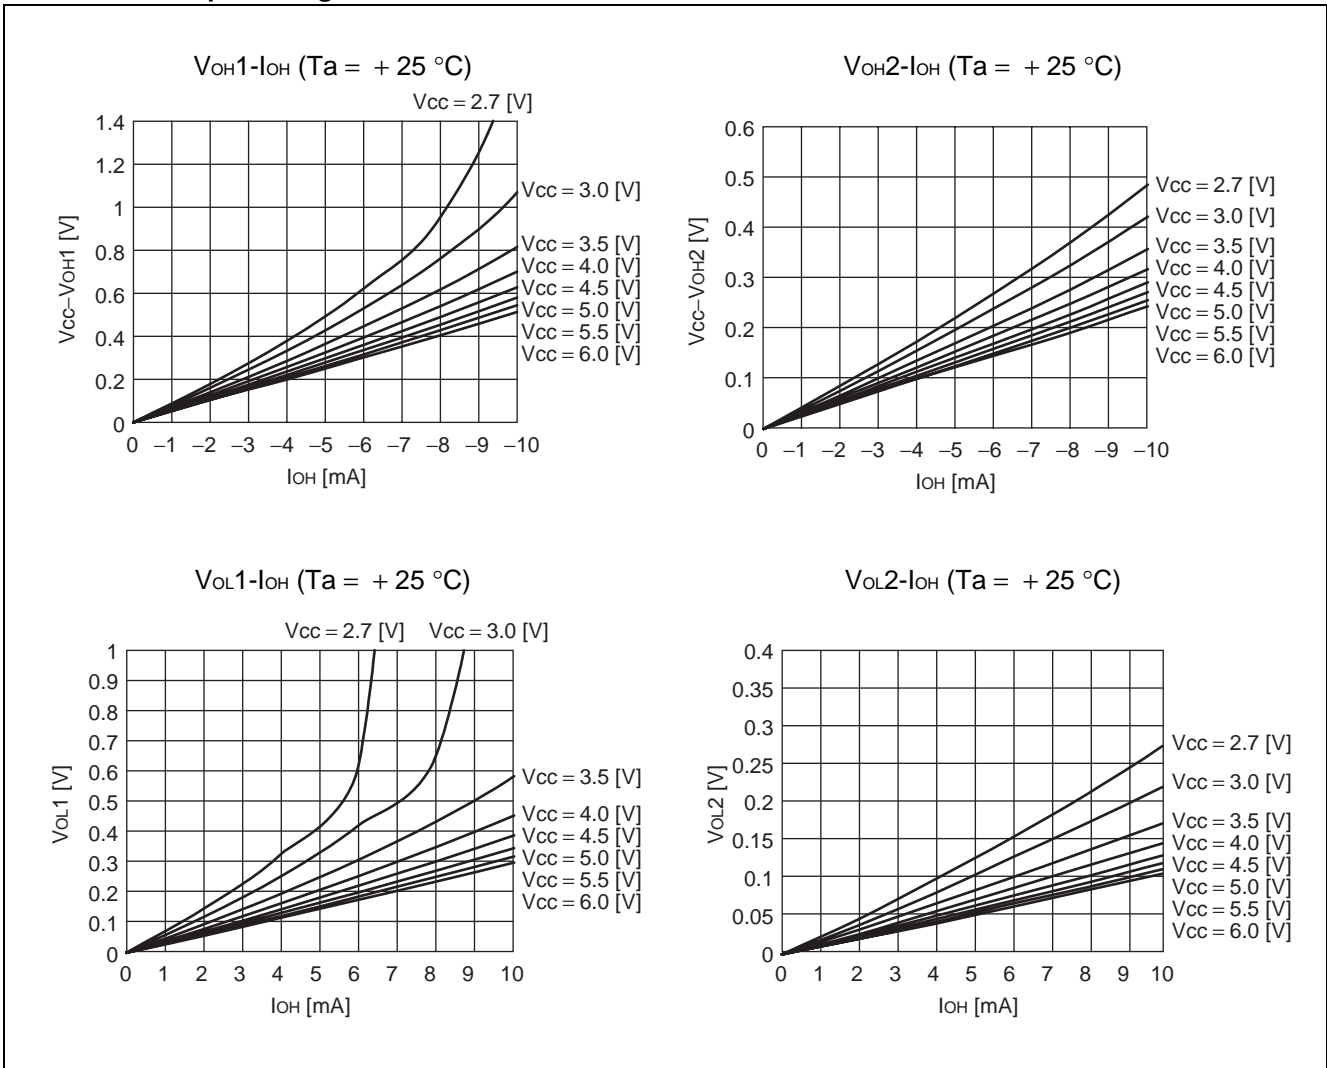 VOH1-IOH (Ta = + 25 °C)
Vcc = 2.7 [V]
1.4
1.2
1
0.8
0.6
0.4
0.2
0
Vcc–VOH1 [V]
Vcc = 3.0 [V]
Vcc = 3.5 [V]
Vcc = 4.0 [V]
Vcc = 4.5 [V]
Vcc = 5.0 [V]
Vcc = 5.5 [V]
Vcc = 6.0 [V]
0 –1 –2 –3 –4 –5 –6 –7 –8 –9 –10
IOH [mA]
VOH2-IOH (Ta = + 25 °C)
0.6
0.5
0.4
0.3
0.2
0.1
0
Vcc–VOH2 [V]
Vcc = 2.7 [V]
Vcc = 3.0 [V]
Vcc = 3.5 [V]
Vcc = 4.0 [V]
Vcc = 4.5 [V]
Vcc = 5.0 [V]
Vcc = 5.5 [V]
Vcc = 6.0 [V]
0 –1 –2 –3 –4 –5 –6 –7 –8 –9 –10
IOH [mA]
VOL1-IOH (Ta = + 25 °C)
Vcc = 2.7 [V] Vcc = 3.0 [V]
1
0.9
0.8
0.7
0.6
0.5
0.4
0.3
0.2
0.1
0
VOL1 [V]
Vcc = 3.5 [V]
Vcc = 4.0 [V]
Vcc = 4.5 [V]
Vcc = 5.0 [V]
Vcc = 5.5 [V]
Vcc = 6.0 [V]
0 1 2 3 4 5 6 7 8 9 10
IOH [mA]
VOL2-IOH (Ta = + 25 °C)
0.4
0.35
0.3
0.25
0.2
0.15
0.1
0.05
0
VOL2 [V]
Vcc = 2.7 [V]
Vcc = 3.0 [V]
Vcc = 3.5 [V]
Vcc = 4.0 [V]
Vcc = 4.5 [V]
Vcc = 5.0 [V]
Vcc = 5.5 [V]
Vcc = 6.0 [V]
0 1 2 3 4 5 6 7 8 9 10
IOH [mA]